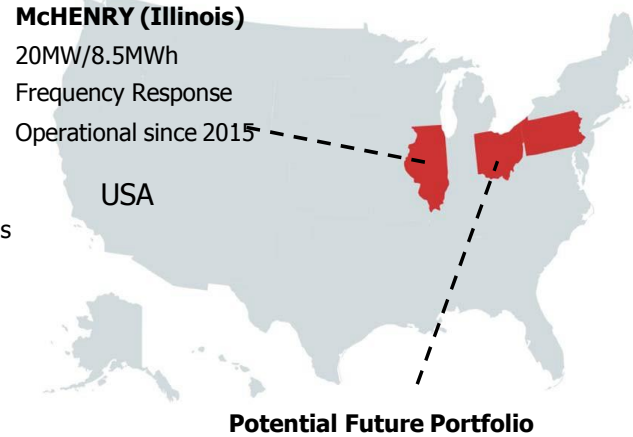 McHENRY (Illinois)
20MW/8.5MWh
Frequency Response
Operational since 2015
USA
s
Potential Future Portfolio